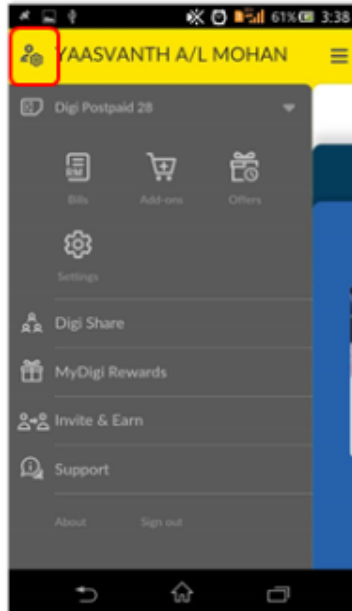 61% 3:38
YAASVANTH A/L MOHAN
Digi Postpaid 28
RM
Bills Add-ons Offers
Settings
Digi Share
MyDigi Rewards
Invite & Earn
Support
About Sign out